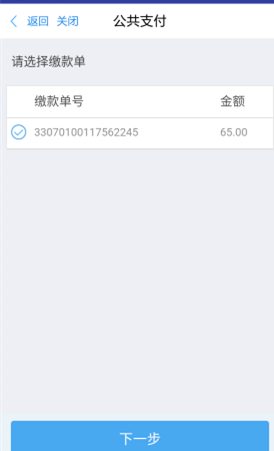 返回 关闭 公共支付
请选择缴款单
缴款单号 金额
33070100117562245 65.00
下一步